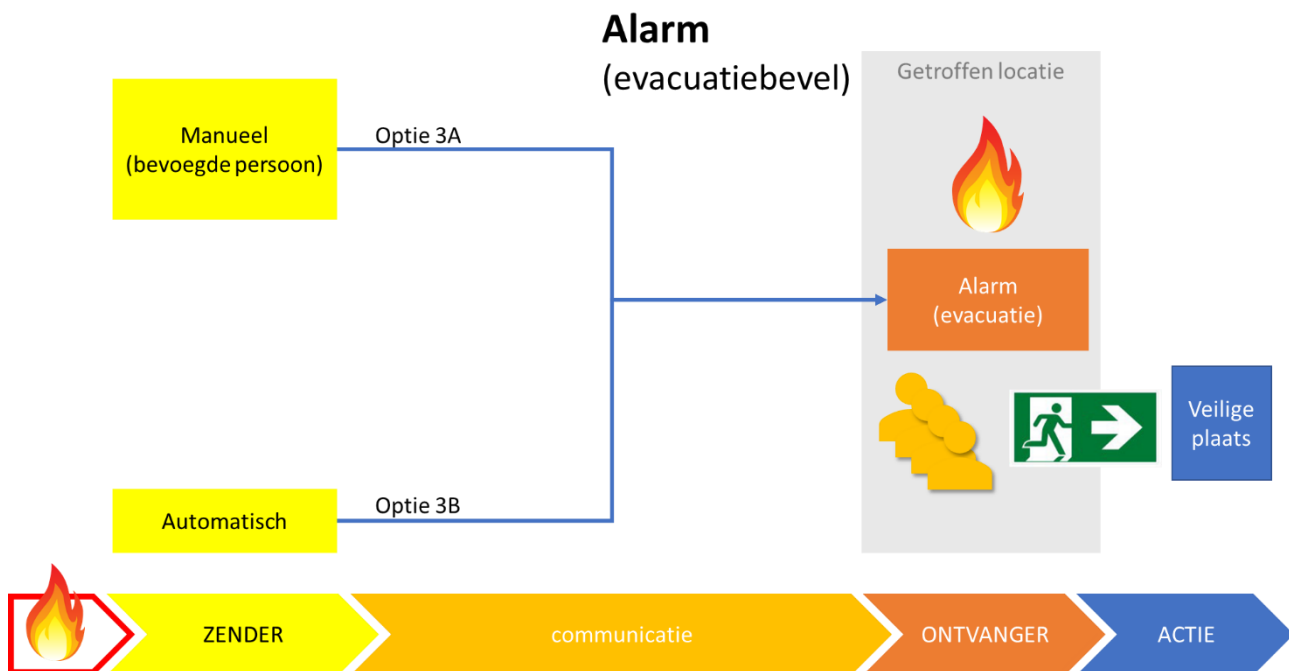 Alarm
(evacuatiebevel)
Getroffen locatie
Manueel
(bevoegde persoon)
Optie 3A
Alarm
(evacuatie)
Veilige
plaats
Automatisch
Optie 3B
ZENDER
communicatie
ONTVANGER
ACTIE